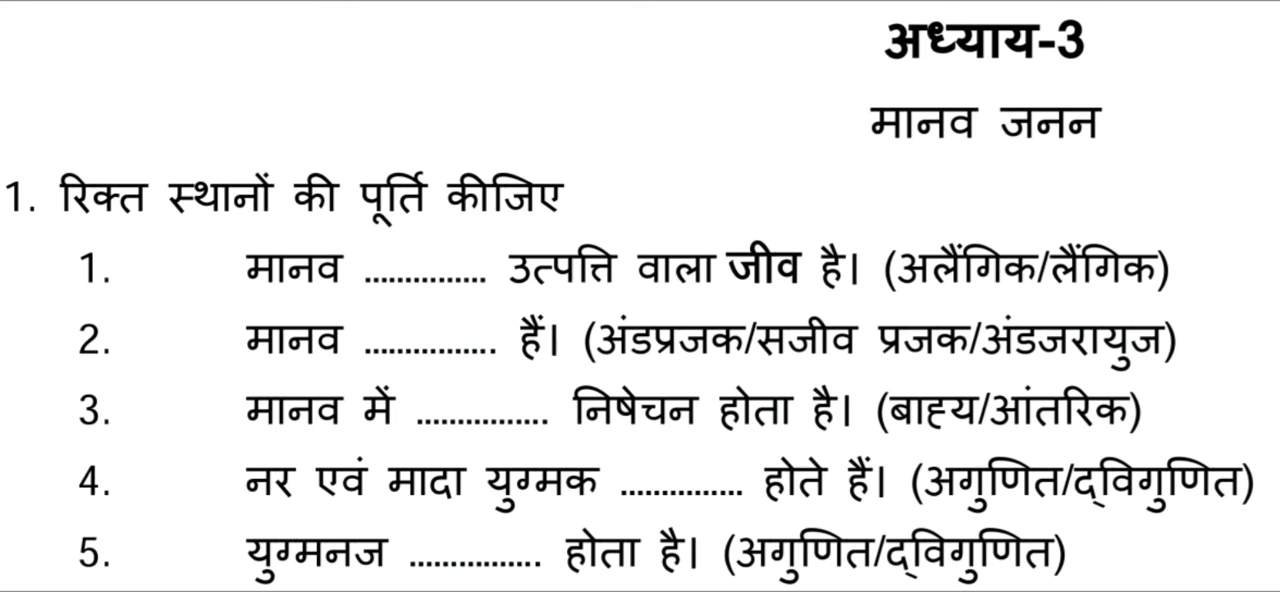 अध्याय-3
मानव जनन
1. रिक्त स्थानों की पूर्ति कीजिए
1. मानव ............... उत्पत्ति वाला जीव है। (अलैंगिक/लैंगिक)
2. मानव ................ हैं। (अंडप्रजक/सजीव प्रजक/अंडजरायुज)
3. मानव में ................ निषेचन होता है। (बाह्य/आंतरिक)
4. नर एवं मादा युग्मक ............... होते हैं। (अगुणित/द्विगुणित)
5. युग्मनज ................ होता है। (अगुणित/द्विगुणित)